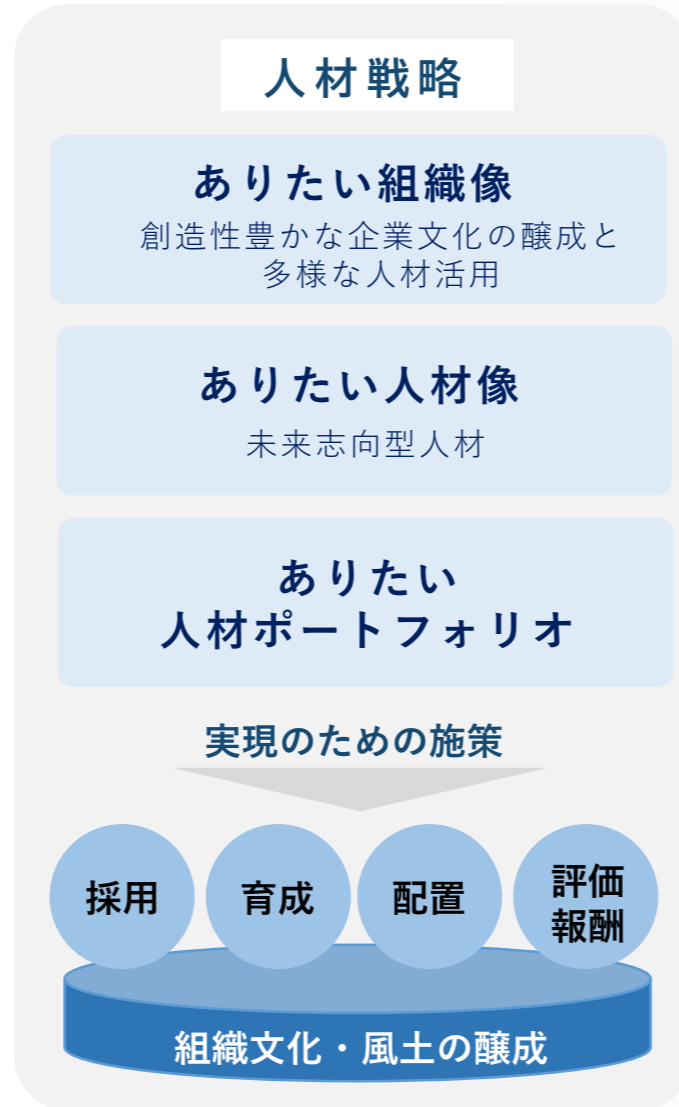 人材戦略
ありたい組織像
創造性豊かな企業文化の醸成と
多様な人材活用
ありたい人材像
未来志向型人材
ありたい
人材ポートフォリオ
実現のための施策
採用
育成
配置
評価
報酬
組織文化・風土の醸成